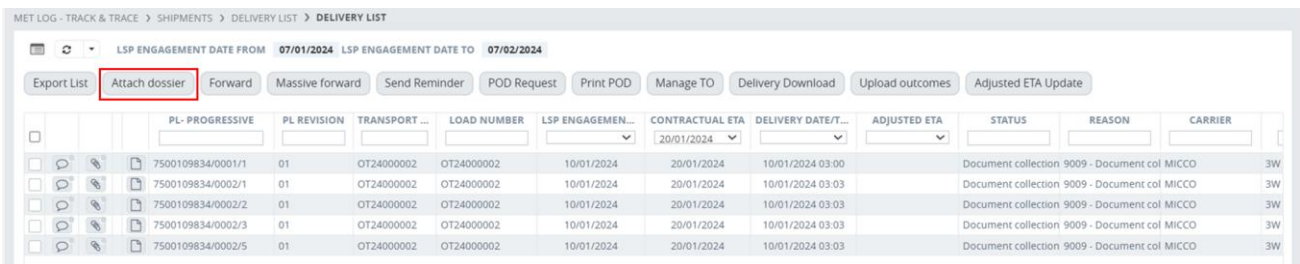 MET LOG - TRACK & TRACE > SHIPMENTS > DELIVERY LIST > DELIVERY LIST
LSP ENGAGEMENT DATE FROM 07/01/2024 LSP ENGAGEMENT DATE TO 07/02/2024
Export List Attach dossier Forward Massive forward Send Reminder POD Request Print POD Manage TO Delivery Download Upload outcomes Adjusted ETA Update
PL- PROGRESSIVE PL REVISION TRANSPORT ... LOAD NUMBER LSP ENGAGEMEN... CONTRACTUAL ETA DELIVERY DATE/T... ADJUSTED ETA STATUS REASON CARRIER
20/01/2024
7500109834/0001/1 01 OT24000002 OT24000002 10/01/2024 20/01/2024 10/01/2024 03:00 Document collection 9009 - Document col MICCO 3W
7500109834/0002/1 01 OT24000002 OT24000002 10/01/2024 20/01/2024 10/01/2024 03:03 Document collection 9009 - Document col MICCO 3W
7500109834/0002/2 01 OT24000002 OT24000002 10/01/2024 20/01/2024 10/01/2024 03:03 Document collection 9009 - Document col MICCO 3W
7500109834/0002/3 01 OT24000002 OT24000002 10/01/2024 20/01/2024 10/01/2024 03:03 Document collection 9009 - Document col MICCO 3W
7500109834/0002/5 01 OT24000002 OT24000002 10/01/2024 20/01/2024 10/01/2024 03:03 Document collection 9009 - Document col MICCO 3W